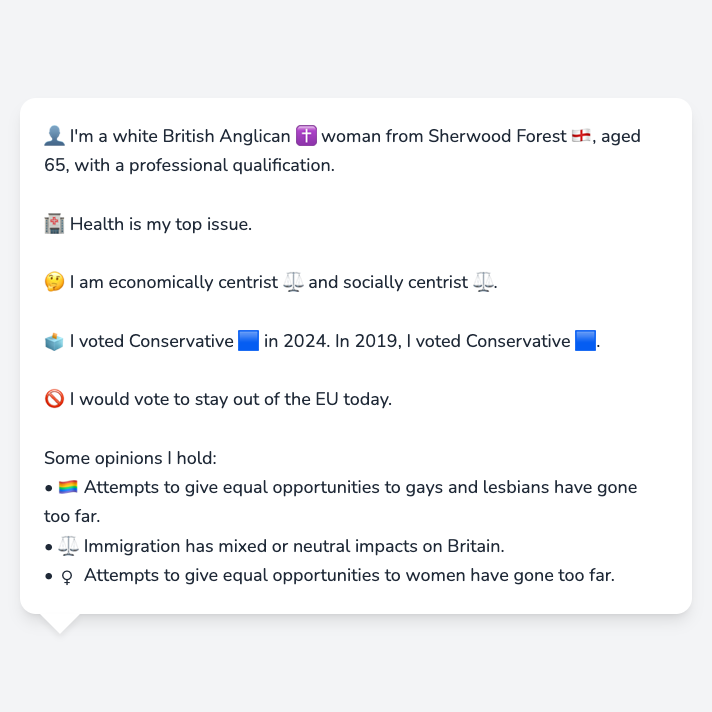 👤 I'm a white British Anglican ✝️ woman from Sherwood Forest 🏴󠁧󠁢󠁥󠁮󠁧󠁿, aged
65, with a professional qualification.
🏥 Health is my top issue.
🤔 I am economically centrist ⚖️ and socially centrist ⚖️.
🗳️ I voted Conservative 🟦 in 2024. In 2019, I voted Conservative 🟦.
🚫 I would vote to stay out of the EU today.
Some opinions I hold:
• 🏳️‍🌈 Attempts to give equal opportunities to gays and lesbians have gone
too far.
• ⚖️ Immigration has mixed or neutral impacts on Britain.
• ♀ Attempts to give equal opportunities to women have gone too far.